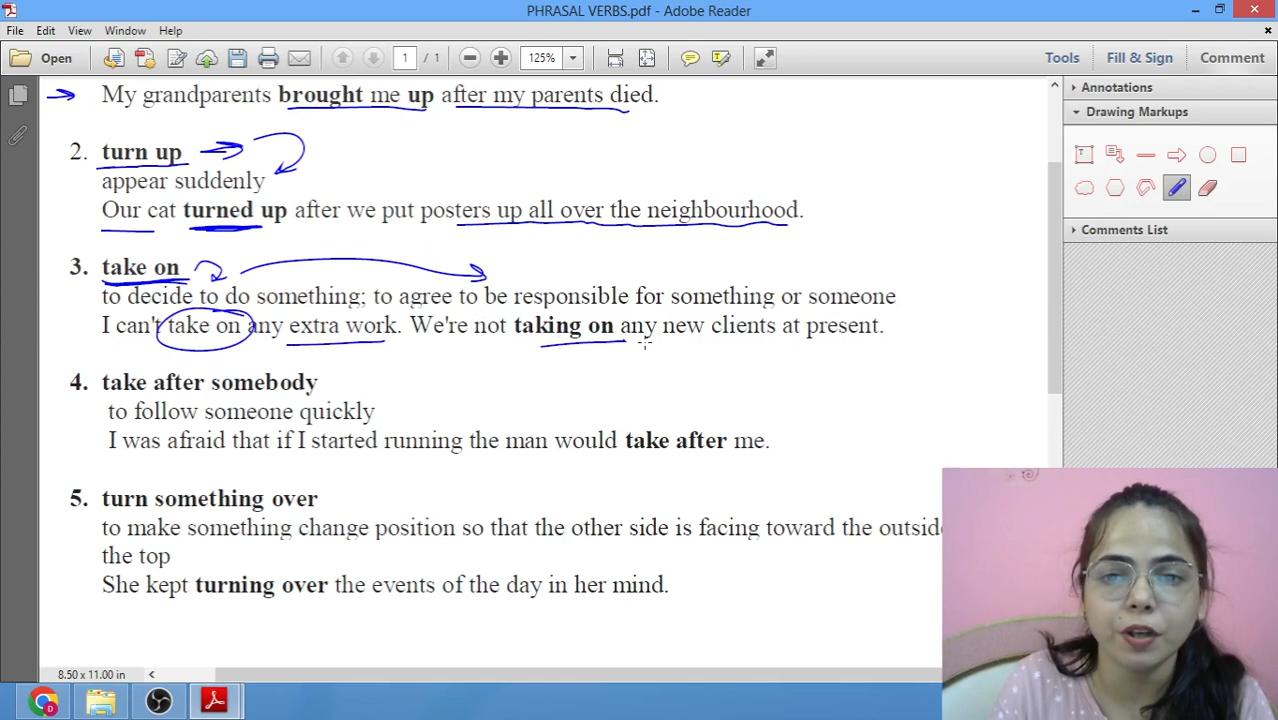 PHRASAL VERBS.pdf - Adobe Reader
File Edit View Window Help
Open 1 / 1 125% Tools Fill & Sign Comment
My grandparents brought me up after my parents died.
2. turn up
appear suddenly
Our cat turned up after we put posters up all over the neighbourhood.
3. take on
to decide to do something; to agree to be responsible for something or someone
I can't take on any extra work. We're not taking on any new clients at present.
4. take after somebody
to follow someone quickly
I was afraid that if I started running the man would take after me.
5. turn something over
to make something change position so that the other side is facing toward the outside
the top
She kept turning over the events of the day in her mind.
8.50 x 11.00 in
Annotations
Drawing Markups
T
Comments List